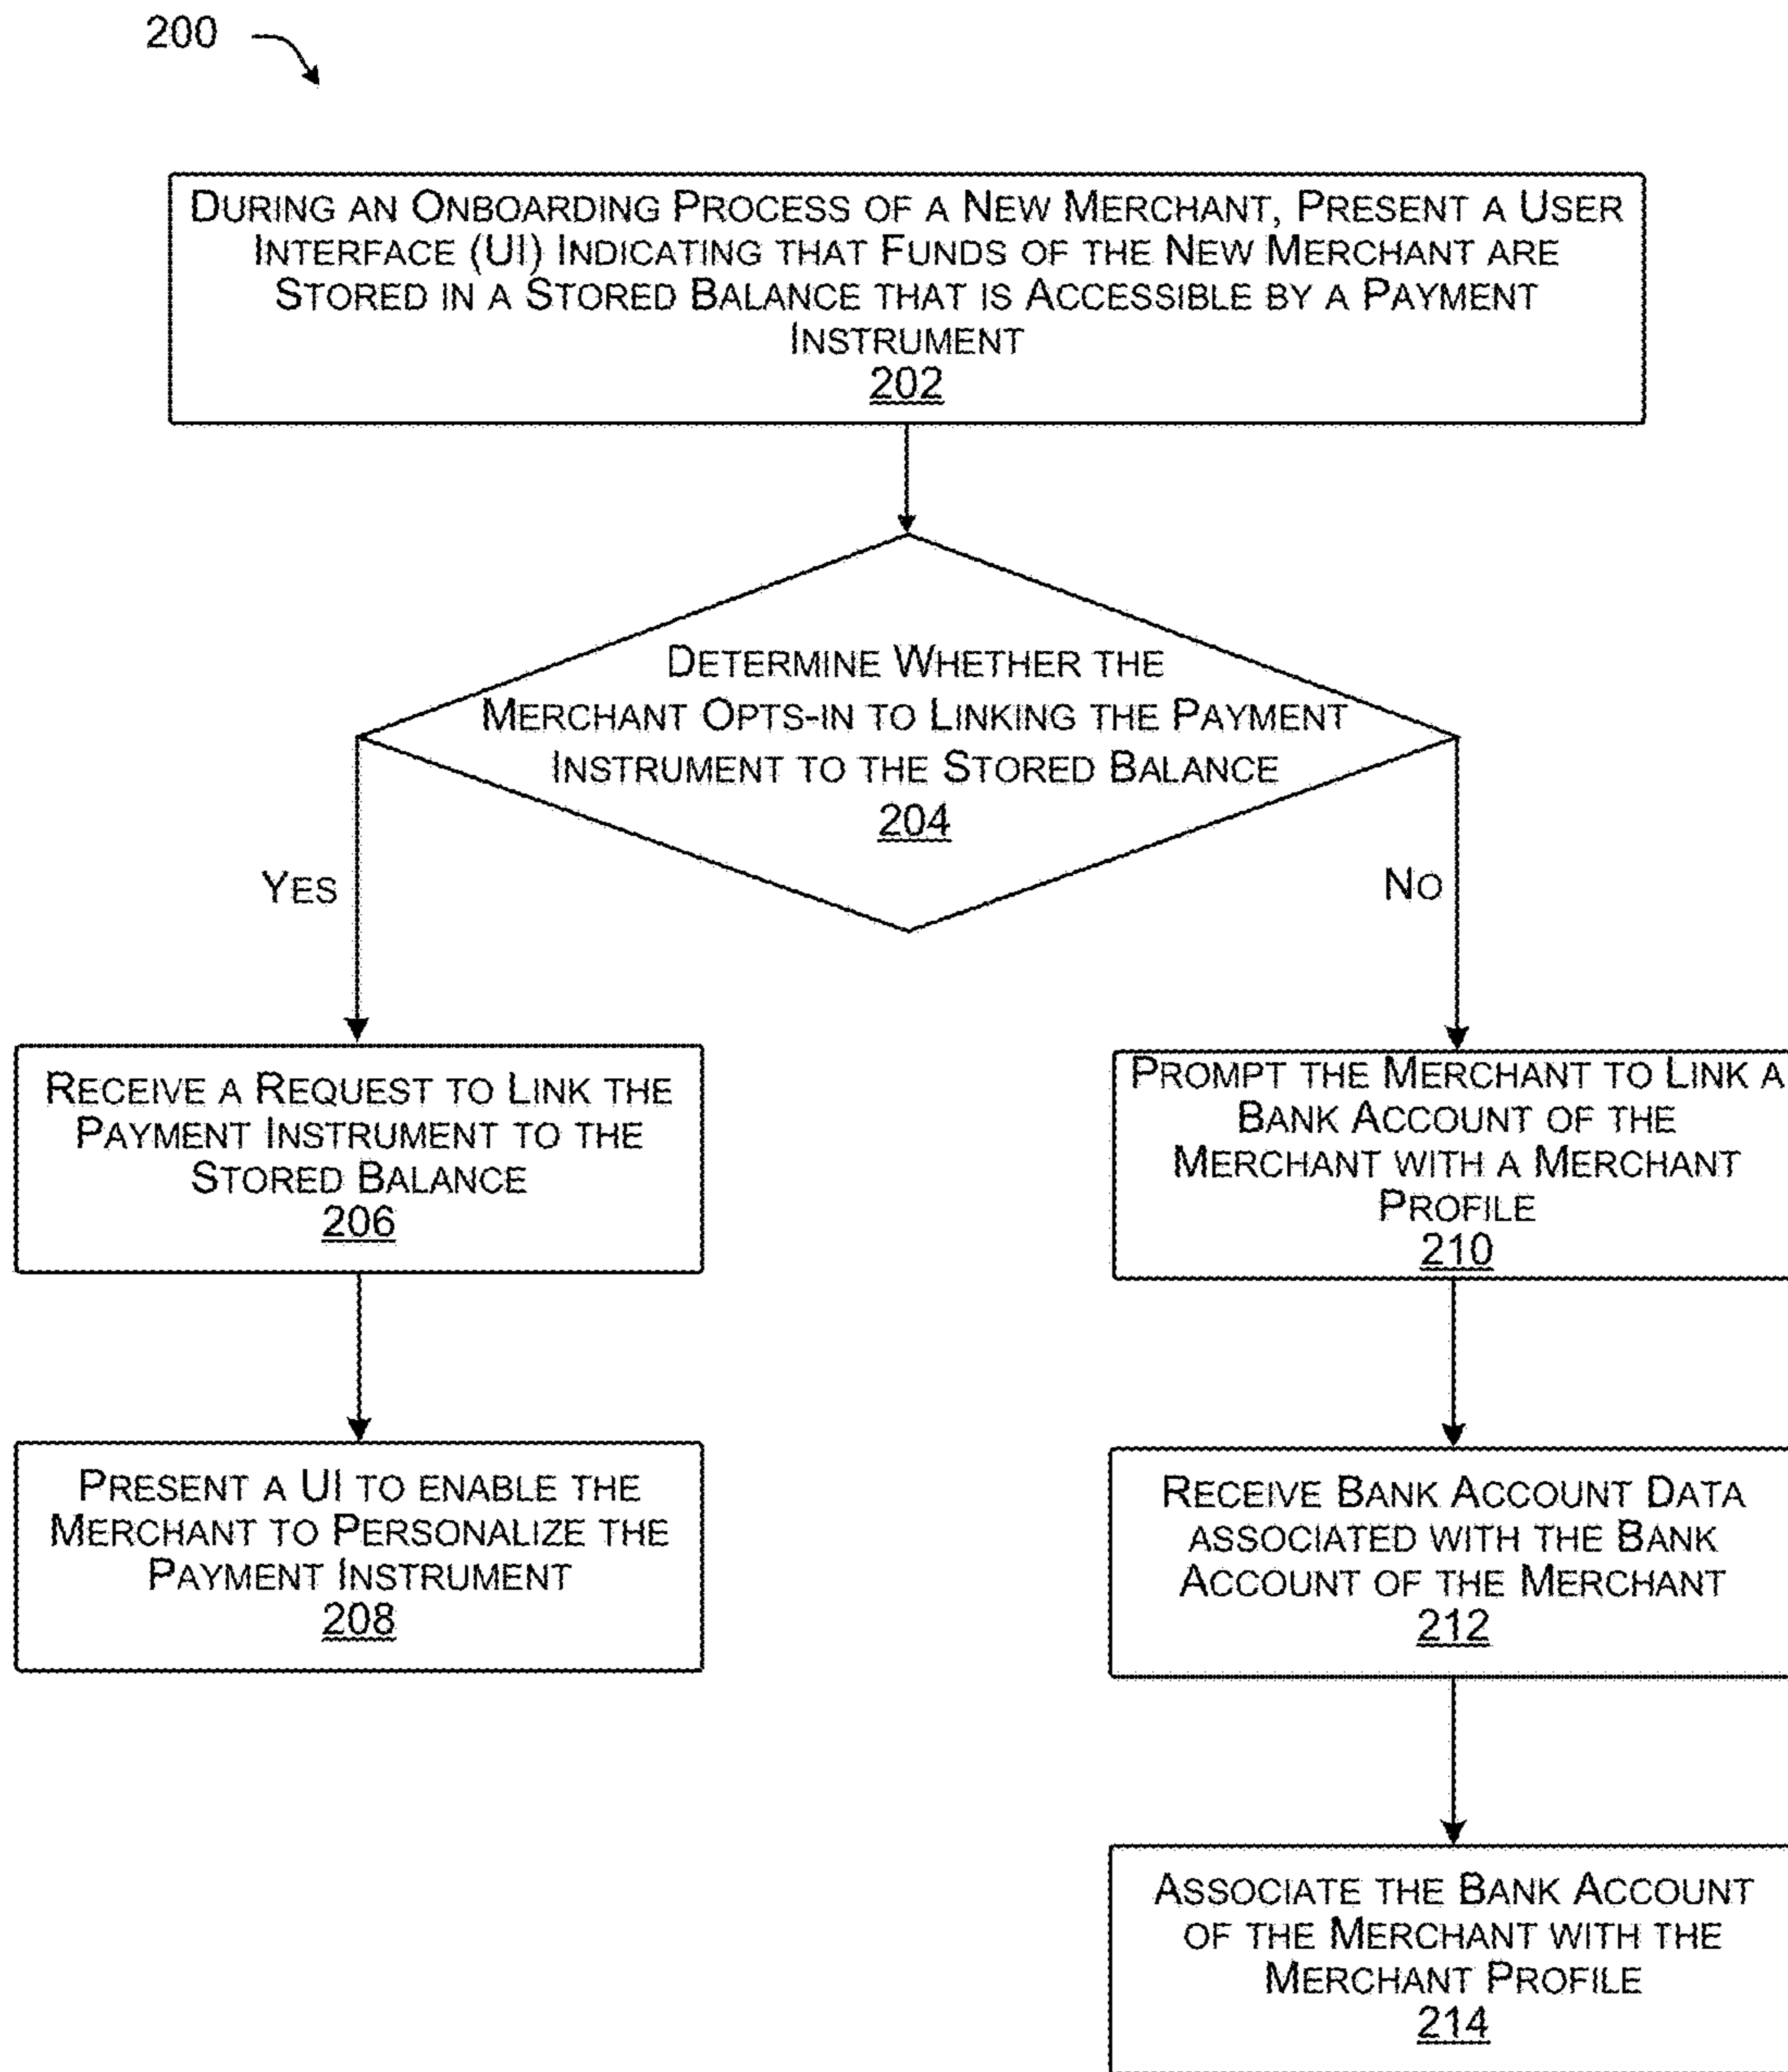 200
DURING AN ONBOARDING PROCESS OF A NEW MERCHANT, PRESENT A USER
INTERFACE (UI) INDICATING THAT FUNDS OF THE NEW MERCHANT ARE
STORED IN A STORED BALANCE THAT IS ACCESSIBLE BY A PAYMENT
INSTRUMENT
202
DETERMINE WHETHER THE
MERCHANT OPTS-IN TO LINKING THE PAYMENT
INSTRUMENT TO THE STORED BALANCE
204
YES
NO
RECEIVE A REQUEST TO LINK THE
PAYMENT INSTRUMENT TO THE
STORED BALANCE
206
PRESENT A UI TO ENABLE THE
MERCHANT TO PERSONALIZE THE
PAYMENT INSTRUMENT
208
PROMPT THE MERCHANT TO LINK A
BANK ACCOUNT OF THE
MERCHANT WITH A MERCHANT
PROFILE
210
RECEIVE BANK ACCOUNT DATA
ASSOCIATED WITH THE BANK
ACCOUNT OF THE MERCHANT
212
ASSOCIATE THE BANK ACCOUNT
OF THE MERCHANT WITH THE
MERCHANT PROFILE
214